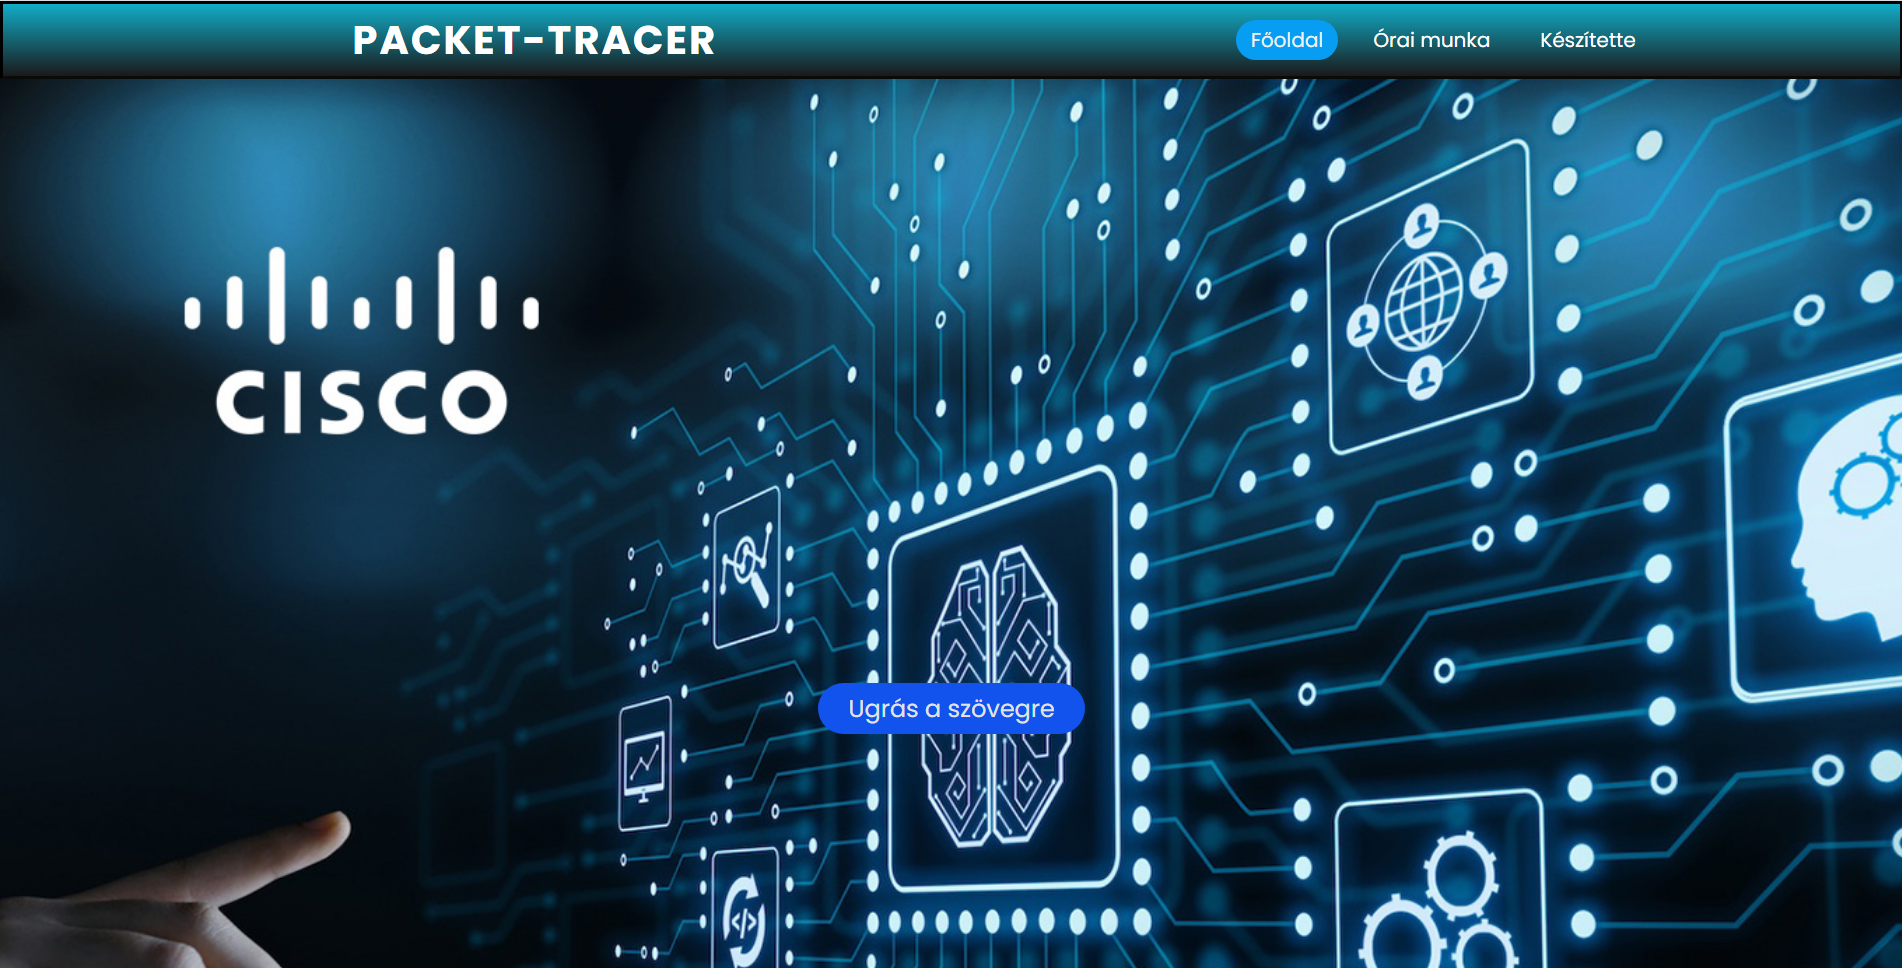 PACKET-TRACER
Főoldal
Órai munka
Készítette
CISCO
</>
Ugrás a szövegre